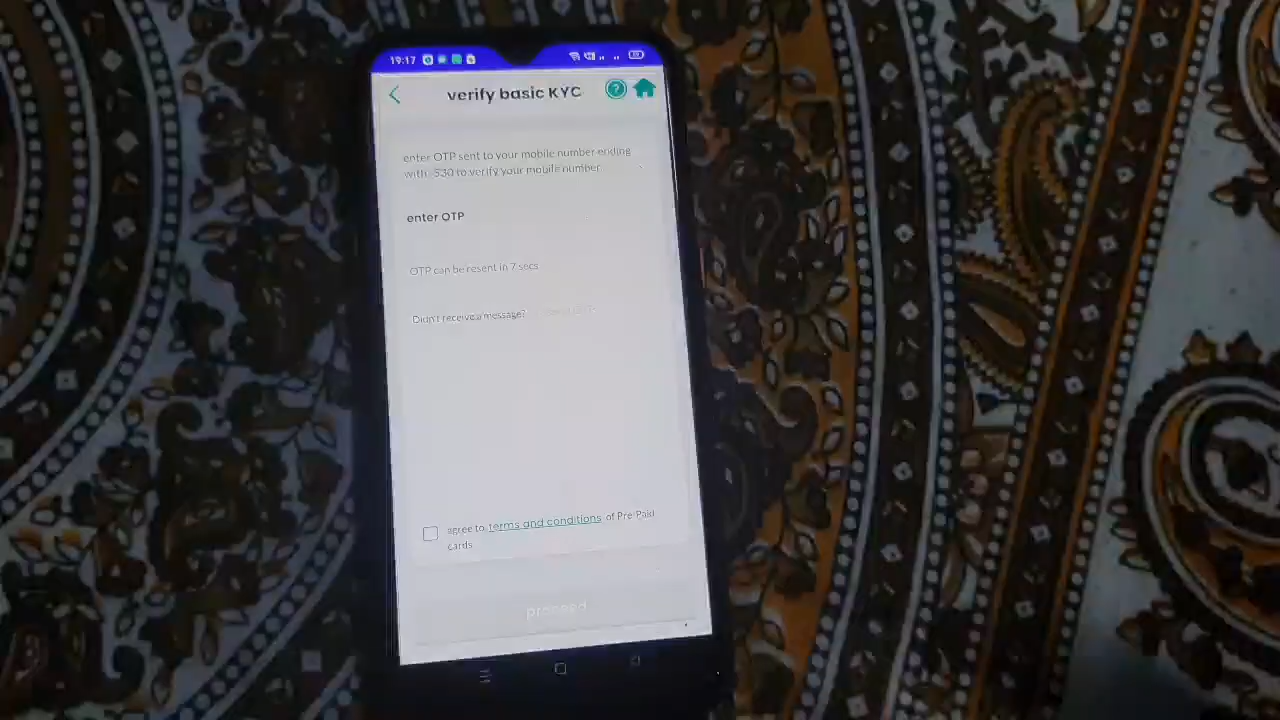 19:17
verify basic KYC
enter OTP sent to your mobile number ending
with 530 to verify your mobile number
enter OTP
OTP can be resent in 7 secs
Didn't receive a message?
agree to terms and conditions of Pre-Paid
cards
proceed